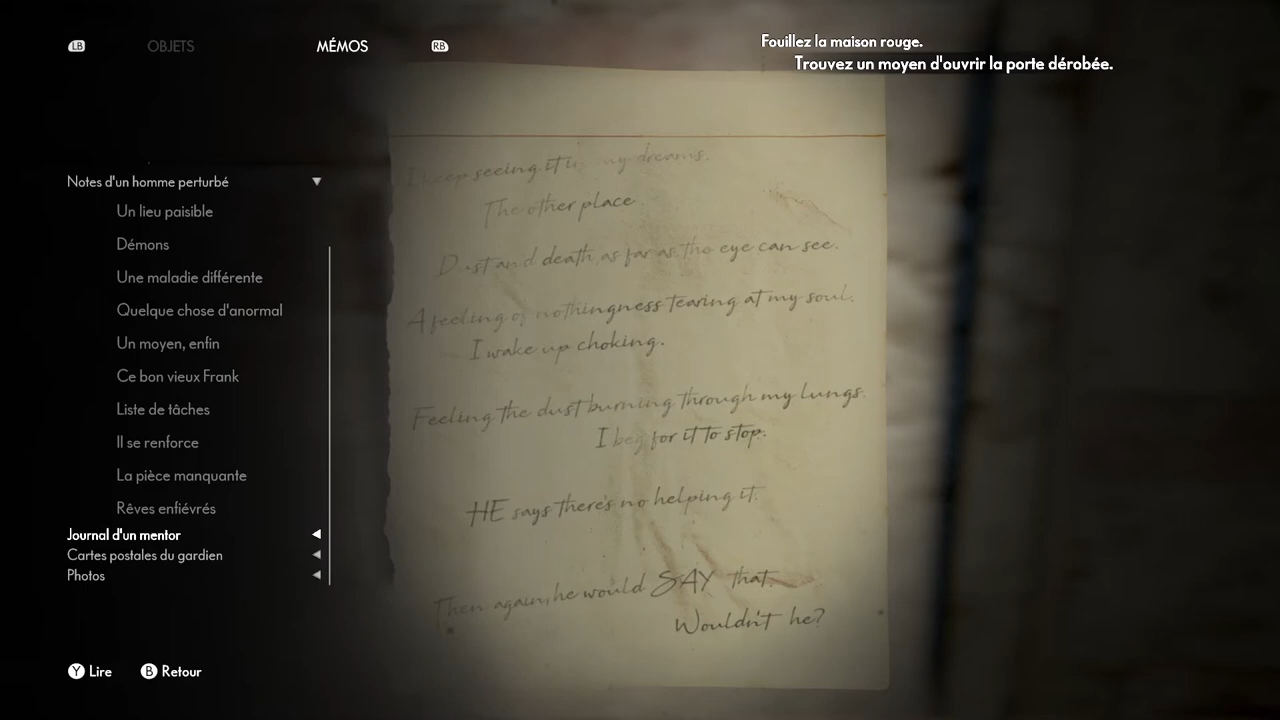 LB
OBJETS
MÉMOS
RB
Fouillez la maison rouge.
Trouvez un moyen d'ouvrir la porte dérobée.
Notes d'un homme perturbé
Un lieu paisible
Démons
Une maladie différente
Quelque chose d'anormal
Un moyen, enfin
Ce bon vieux Frank
Liste de tâches
Il se renforce
La pièce manquante
Rêves enfiévrés
Journal d'un mentor
Cartes postales du gardien
Photos
I keep seeing it in my dreams.
The other place
Dust and death, as far as the eye can see.
A feeling of nothingness tearing at my soul.
I wake up choking.
Feeling the dust burning through my lungs.
I beg for it to stop.
HE says there's no helping it.
Then again, he would SAY that.
Wouldn't he?
Y Lire
B Retour